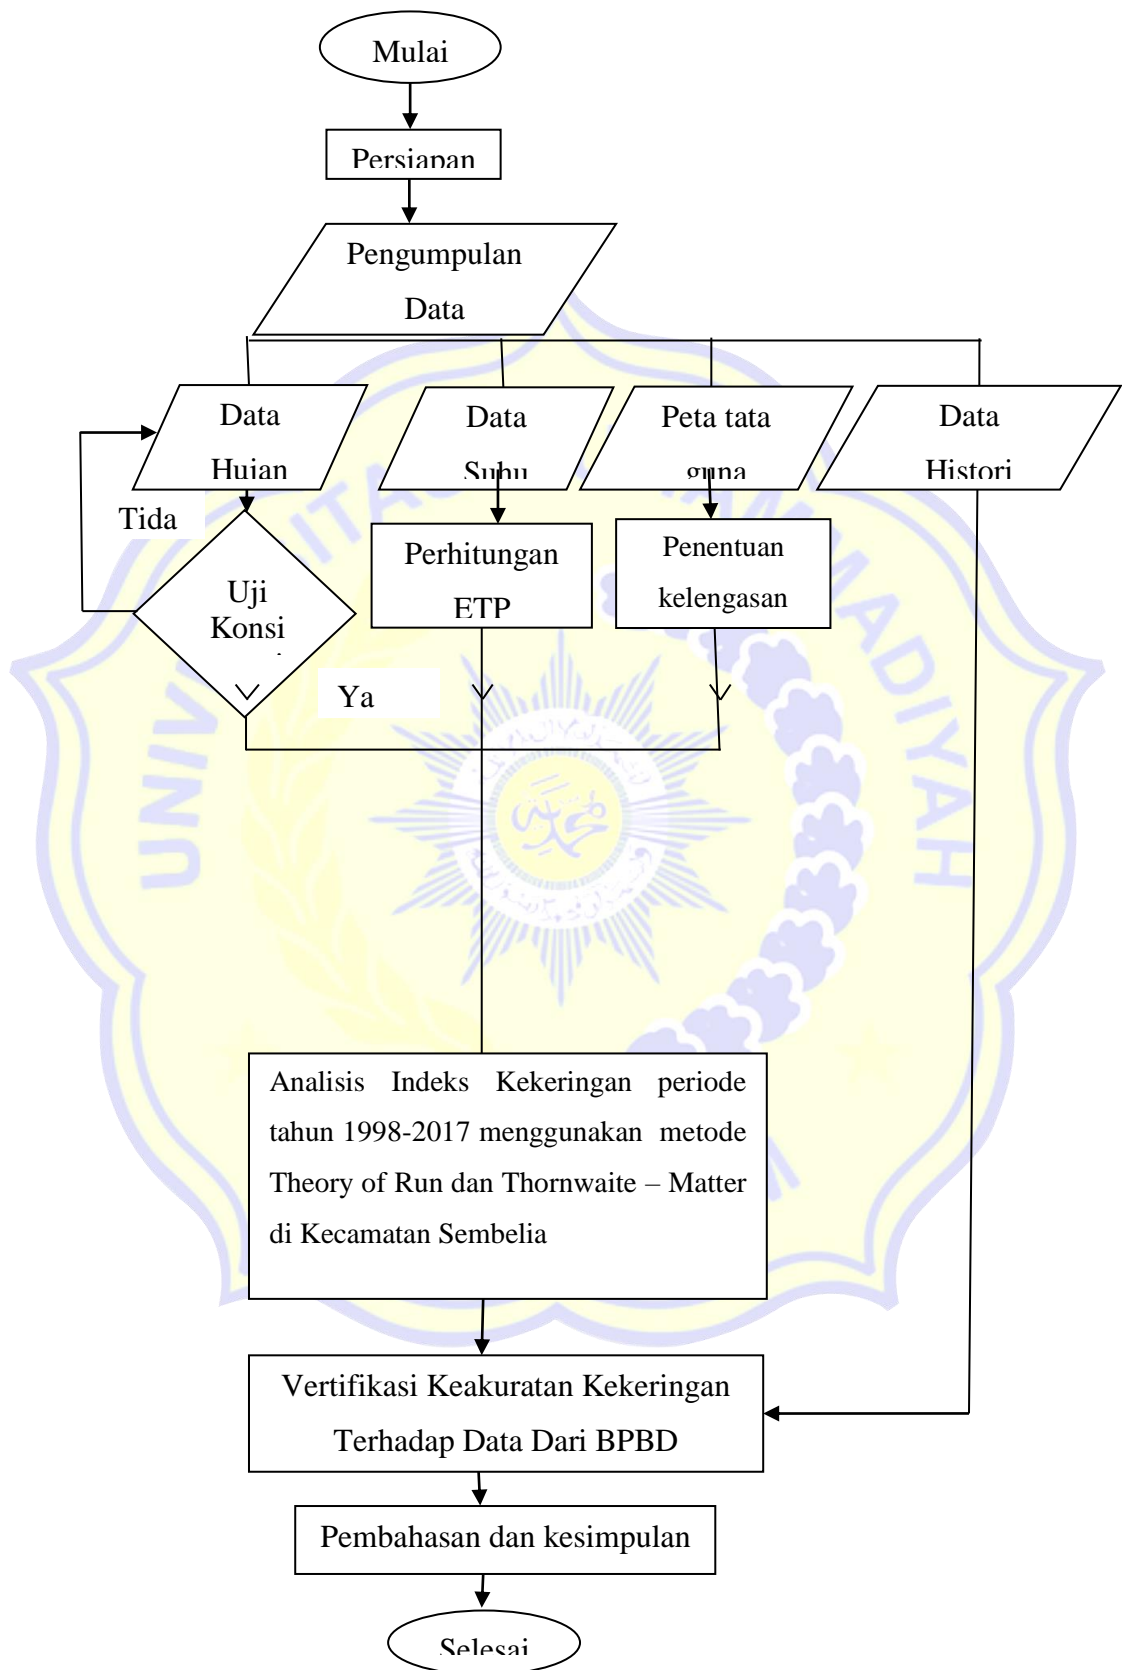 Mulai
Persiapan
Pengumpulan
Data
Data
Hujan
Data
Suhu
Peta tata
guna
Data
Histori
Tida
Uji
Konsi
Ya
Perhitungan
ETP
Penentuan
kelengasan
UNIVERSITAS MUHAMMADIYAH
Analisis Indeks Kekeringan periode
tahun 1998-2017 menggunakan metode
Theory of Run dan Thornwaite – Matter
di Kecamatan Sembelia
Vertifikasi Keakuratan Kekeringan
Terhadap Data Dari BPBD
Pembahasan dan kesimpulan
Selesai